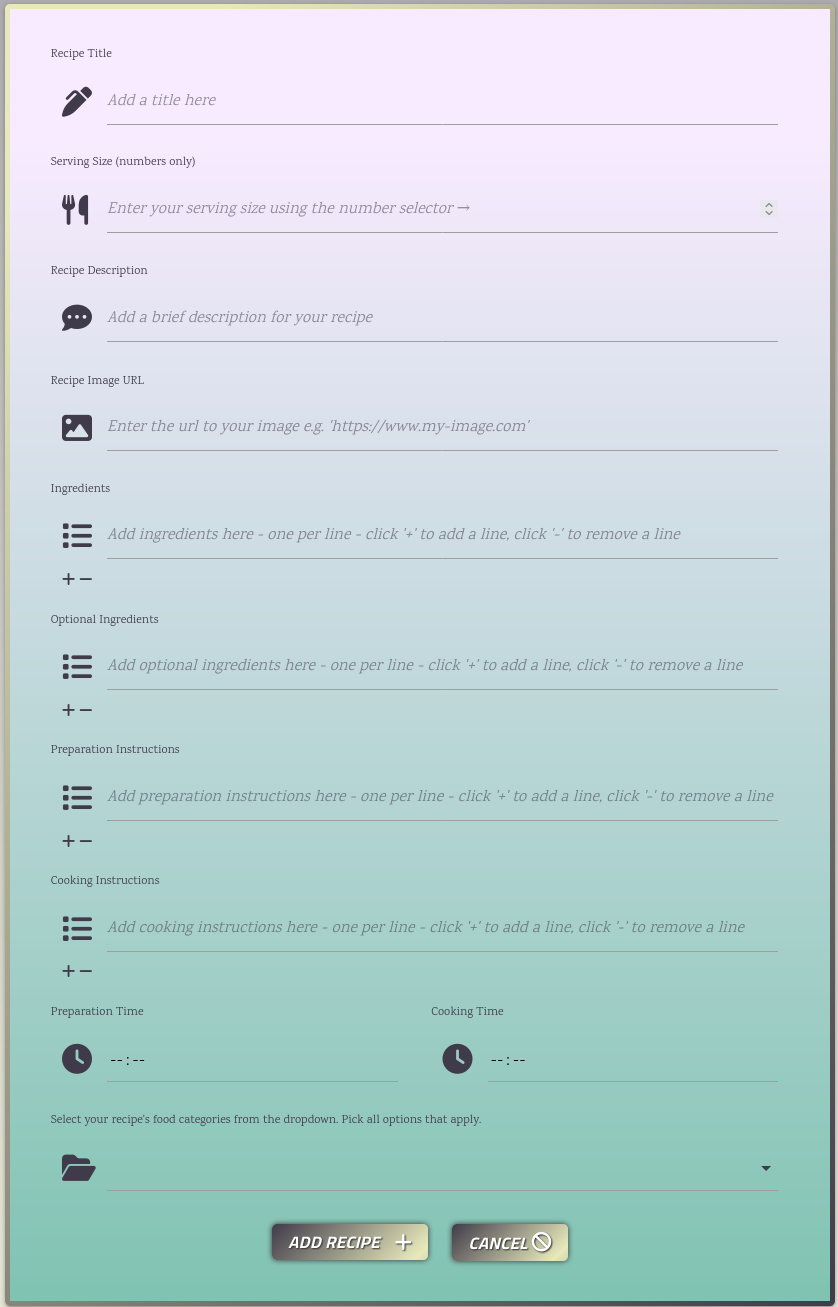 Recipe Title
Add a title here
Serving Size (numbers only)
Enter your serving size using the number selector →
Recipe Description
Add a brief description for your recipe
Recipe Image URL
Enter the url to your image e.g. 'https://www.my-image.com'
Ingredients
Add ingredients here - one per line - click '+' to add a line, click '-' to remove a line
+ −
Optional Ingredients
Add optional ingredients here - one per line - click '+' to add a line, click '-' to remove a line
+ −
Preparation Instructions
Add preparation instructions here - one per line - click '+' to add a line, click '-' to remove a line
+ −
Cooking Instructions
Add cooking instructions here - one per line - click '+' to add a line, click '-' to remove a line
+ −
Preparation Time Cooking Time
--:-- --:--
Select your recipe's food categories from the dropdown. Pick all options that apply.
ADD RECIPE + CANCEL